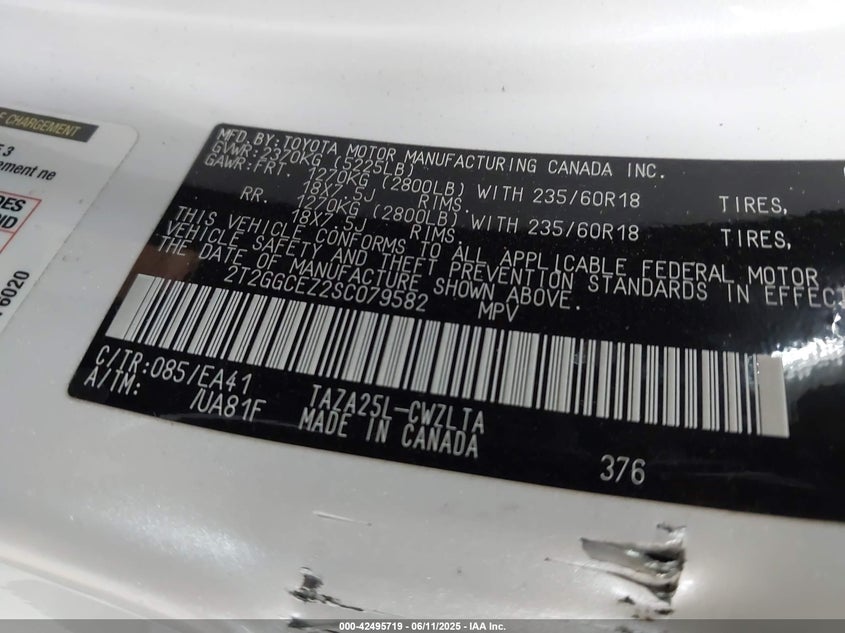 E CHARGEMENT
ement ne
6020
MFD.BY:TOYOTA MOTOR MANUFACTURING CANADA INC.
GVWR:2370KG (5225LB)
GAWR:FRT. 1270KG (2800LB) WITH 235/60R18 TIRES,
18X7.5J RIMS.
RR. 1270KG (2800LB) WITH 235/60R18 TIRES,
18X7.5J RIMS.
THIS VEHICLE CONFORMS TO ALL APPLICABLE FEDERAL MOTOR
VEHICLE SAFETY AND THEFT PREVENTION STANDARDS IN EFFECT
THE DATE OF MANUFACTURE SHOWN ABOVE.
2T2GGCEZ2SC079582 MPV
C/TR:085/EA41 TAZA25L-CWZLTA
A/TM: /UA81F MADE IN CANADA
376
000-42495719 - 06/11/2025 - IAA Inc.